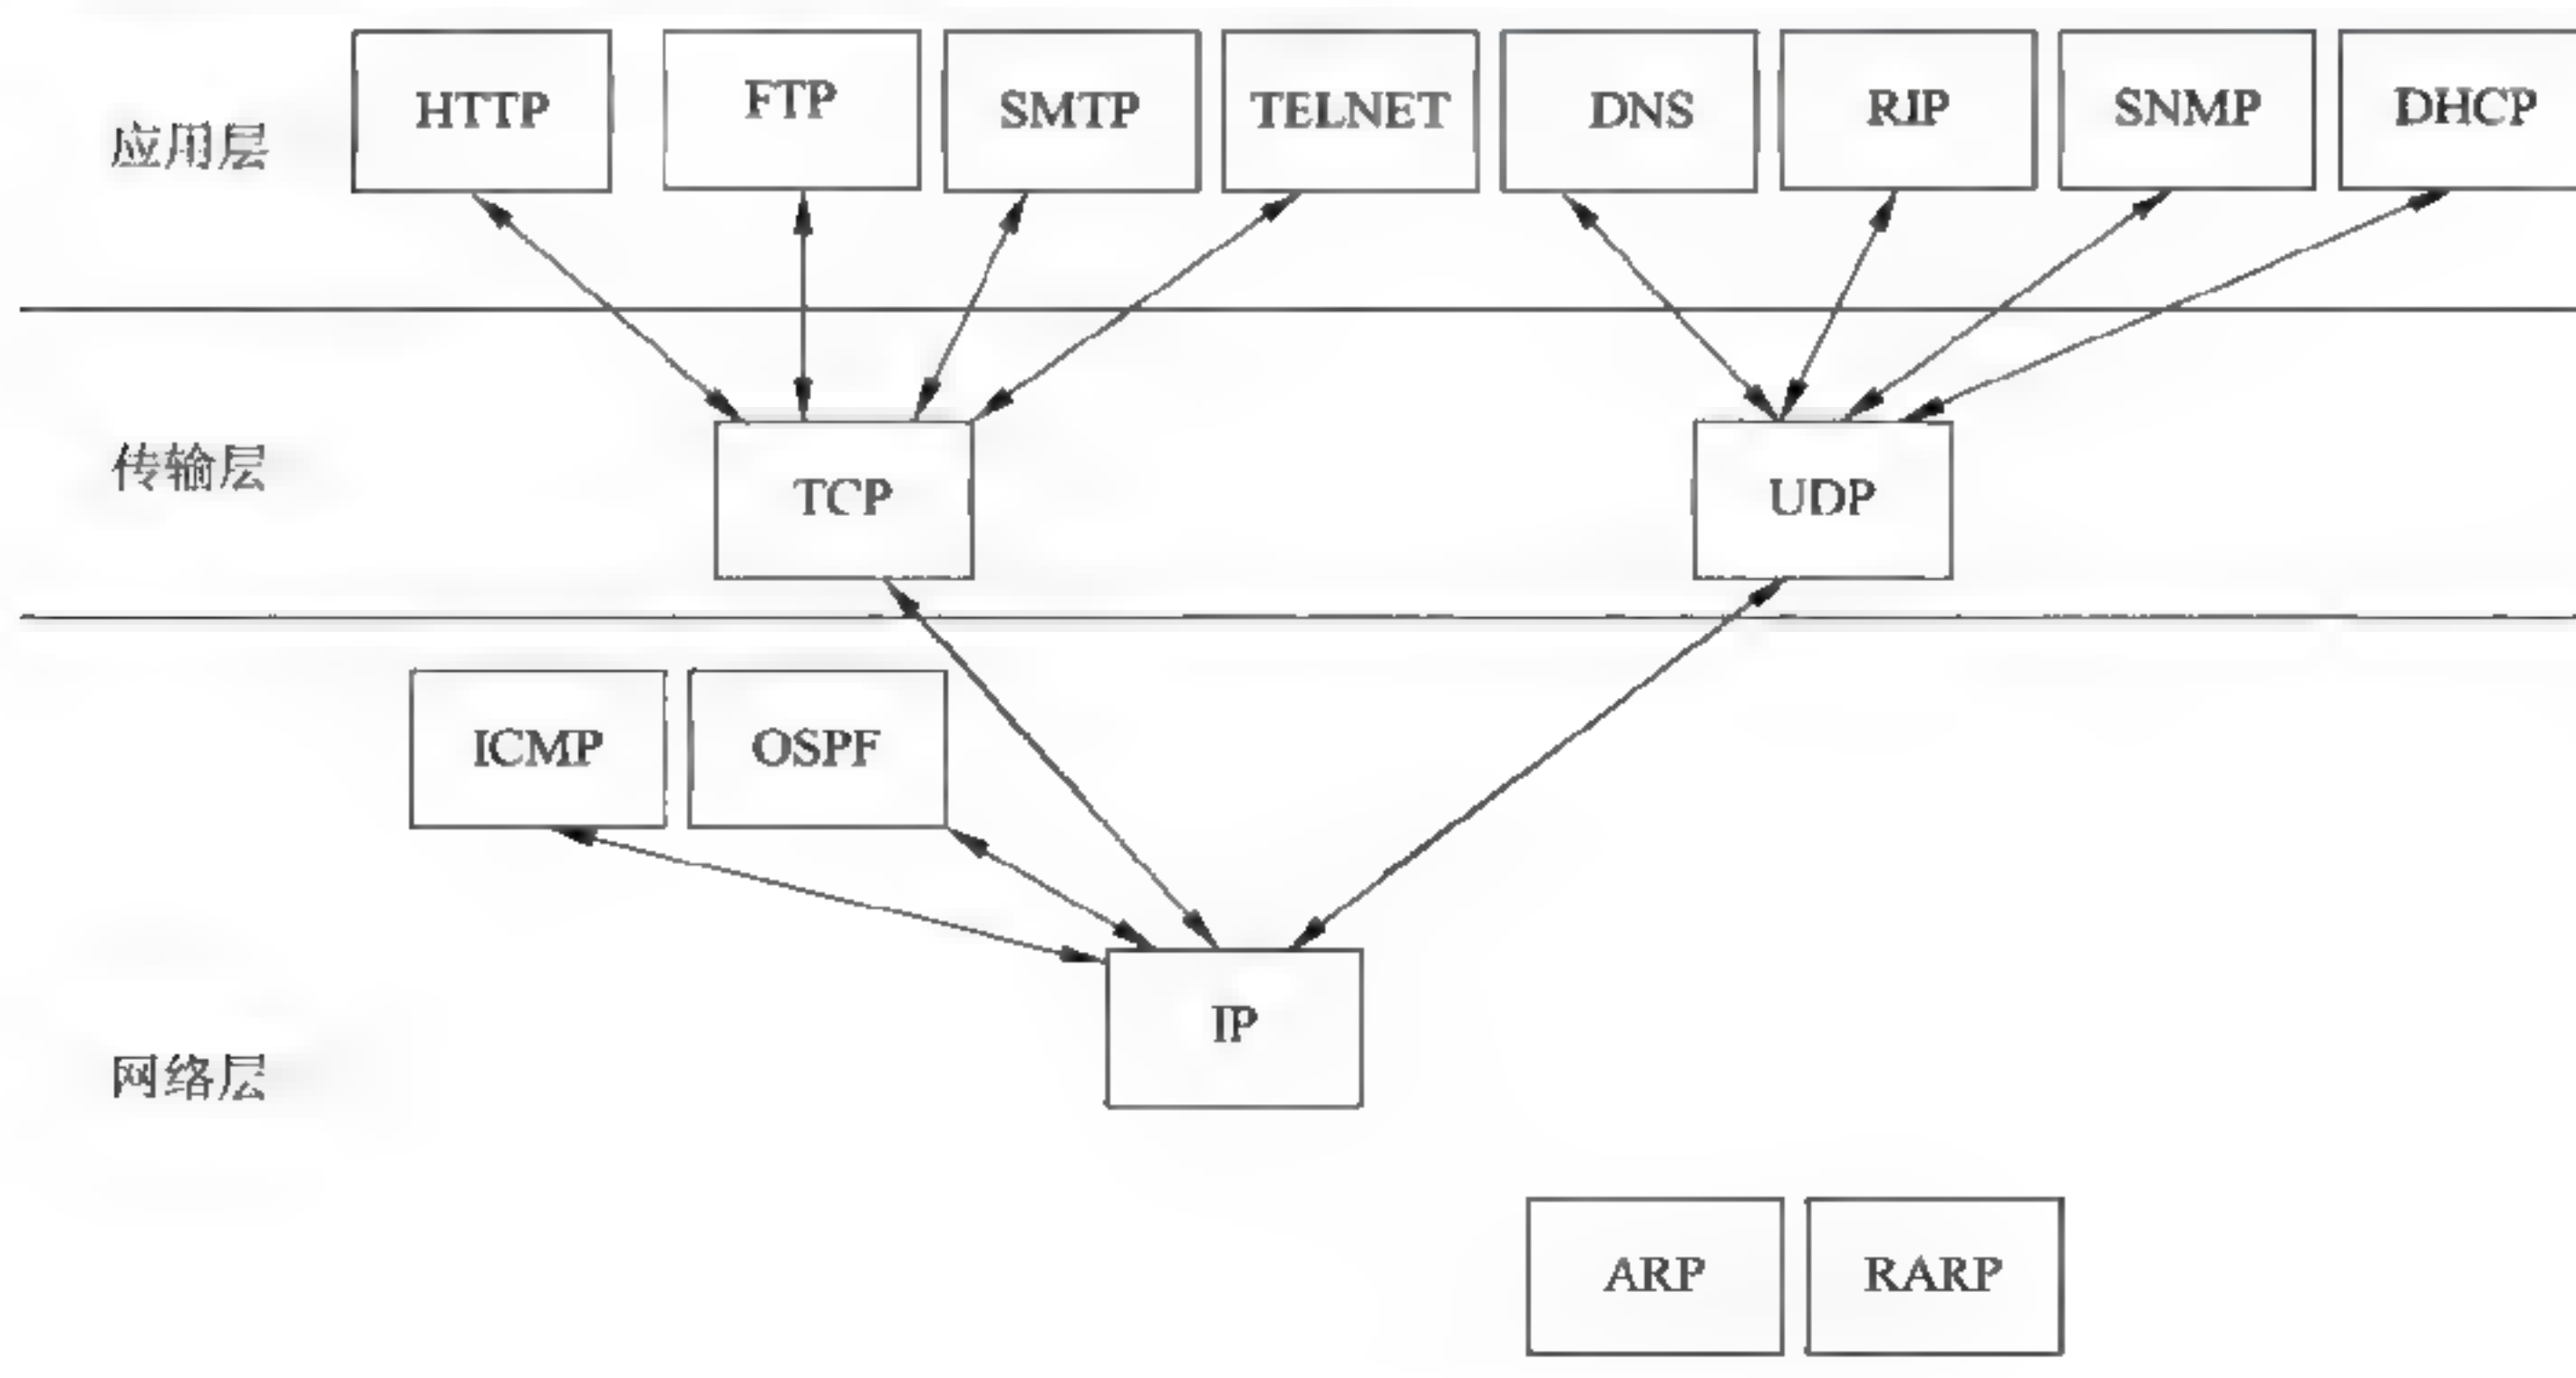 应用层
HTTP
FTP
SMTP
TELNET
DNS
RIP
SNMP
DHCP
传输层
TCP
UDP
ICMP
OSPF
网络层
IP
ARP
RARP